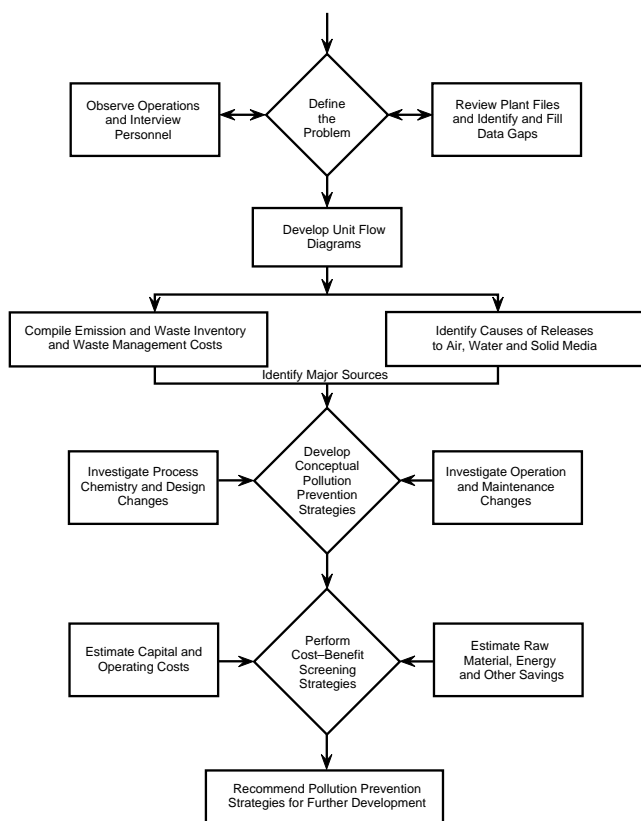 Observe Operations
and Interview
Personnel
Define
the
Problem
Review Plant Files
and Identify and Fill
Data Gaps
Develop Unit Flow
Diagrams
Compile Emission and Waste Inventory
and Waste Management Costs
Identify Causes of Releases
to Air, Water and Solid Media
Identify Major Sources
Investigate Process
Chemistry and Design
Changes
Develop
Conceptual
Pollution
Prevention
Strategies
Investigate Operation
and Maintenance
Changes
Estimate Capital and
Operating Costs
Perform
Cost–Benefit
Screening
Strategies
Estimate Raw
Material, Energy
and Other Savings
Recommend Pollution Prevention
Strategies for Further Development